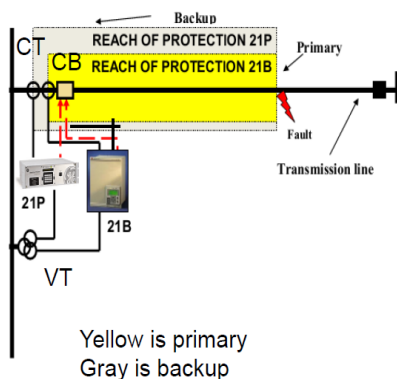 Backup
CT
CB
REACH OF PROTECTION 21P
REACH OF PROTECTION 21B
Primary
Fault
Transmission line
21P
21B
VT
Yellow is primary
Gray is backup